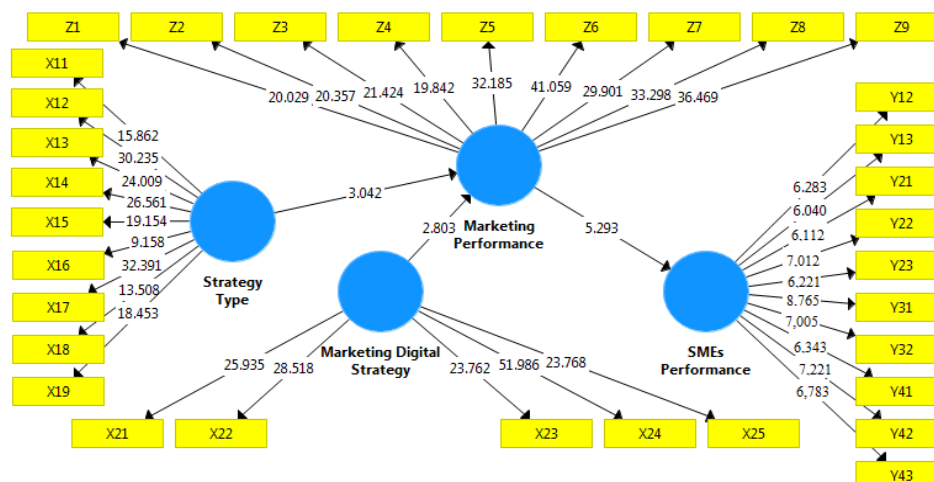 Z1 Z2 Z3 Z4 Z5 Z6 Z7 Z8 Z9
20.029 20.357 21.424 19.842 32.185 41.059 29.901 33.298 36.469
X11
X12
X13
X14
X15
X16
X17
X18
X19
15.862
30.235
24.009
26.561
19.154
9.158
32.391
13.508
18.453
Strategy
Type
3.042
2.803
Marketing
Performance
5.293
Marketing Digital
Strategy
25.935 28.518 23.762 51.986 23.768
X21 X22 X23 X24 X25
SMEs
Performance
6.283
6.040
6.112
7.012
6.221
8.765
7,005
6.343
7.221
6,783
Y12
Y13
Y21
Y22
Y23
Y31
Y32
Y41
Y42
Y43